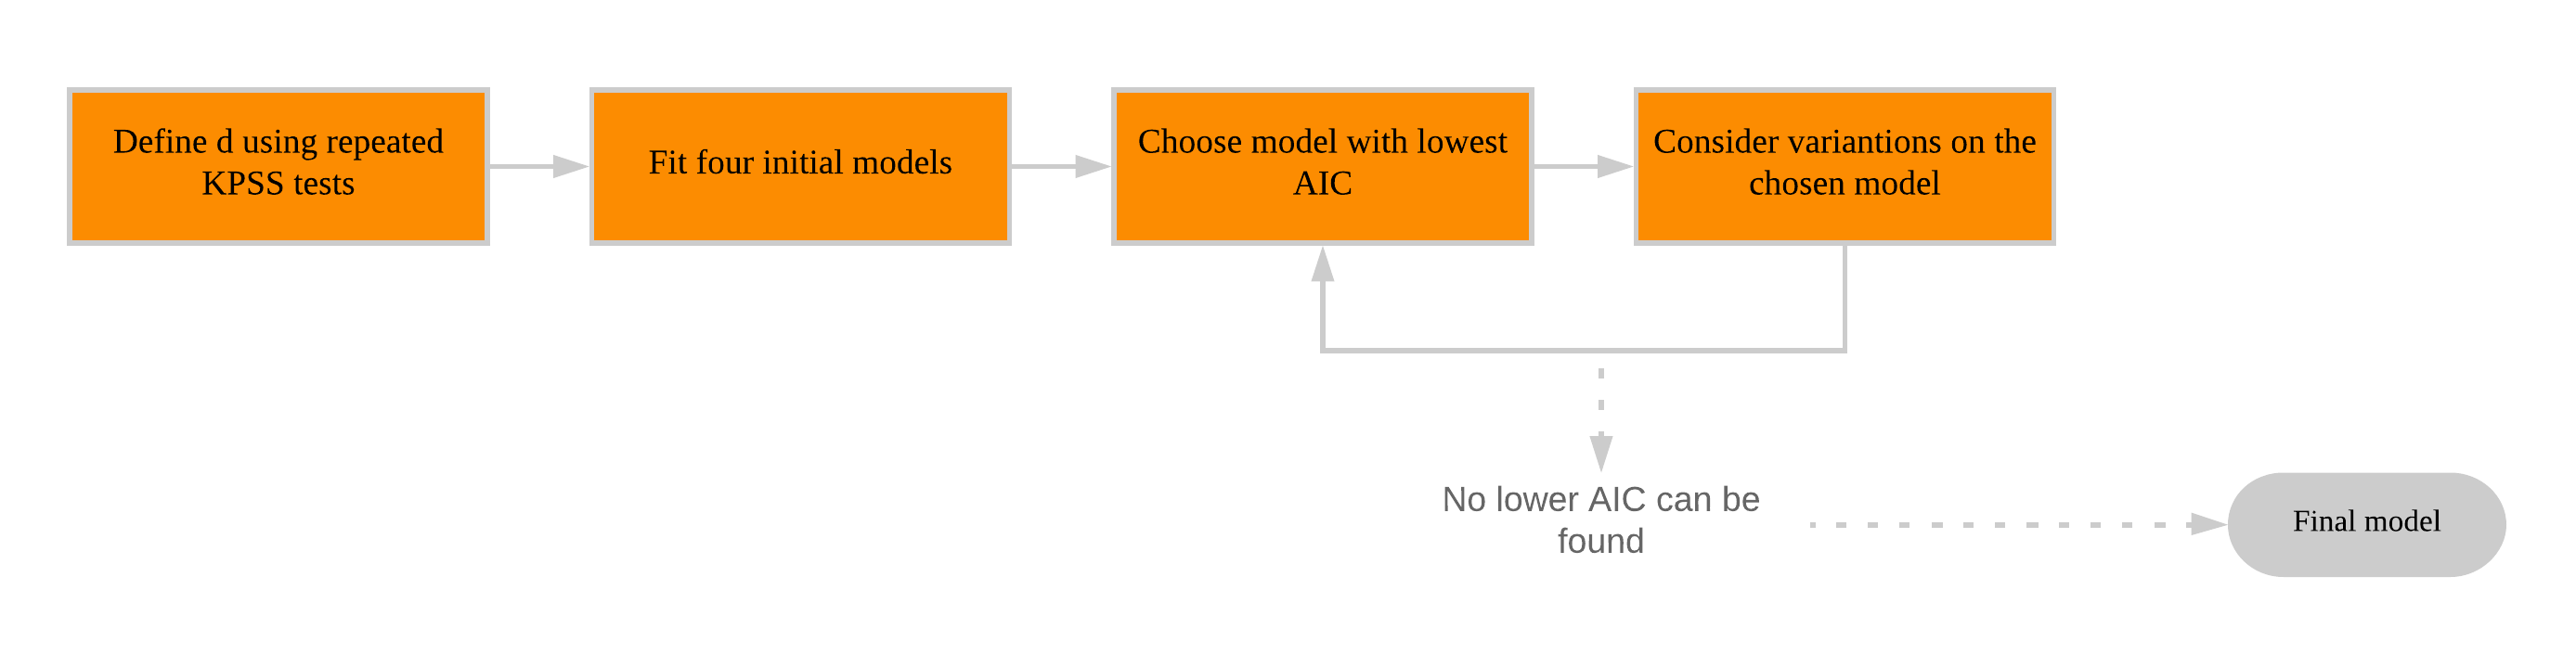 Define d using repeated
KPSS tests
Fit four initial models
Choose model with lowest
AIC
Consider variantions on the
chosen model
No lower AIC can be
found
Final model